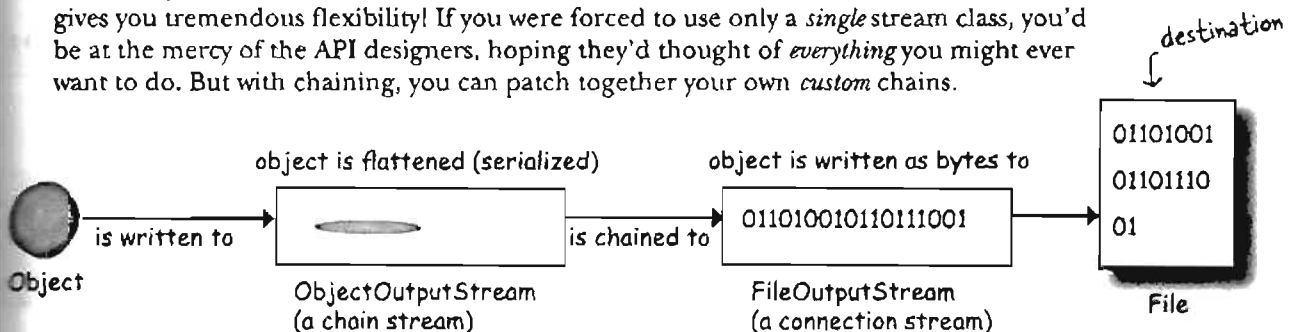 gives you tremendous flexibility! If you were forced to use only a single stream class, you'd
be at the mercy of the API designers, hoping they'd thought of everything you might ever
want to do. But with chaining, you can patch together your own custom chains.
destination
object is flattened (serialized)
object is written as bytes to
01101001
01101110
01
011010010110111001
is written to
is chained to
Object
ObjectOutputStream
(a chain stream)
FileOutputStream
(a connection stream)
File